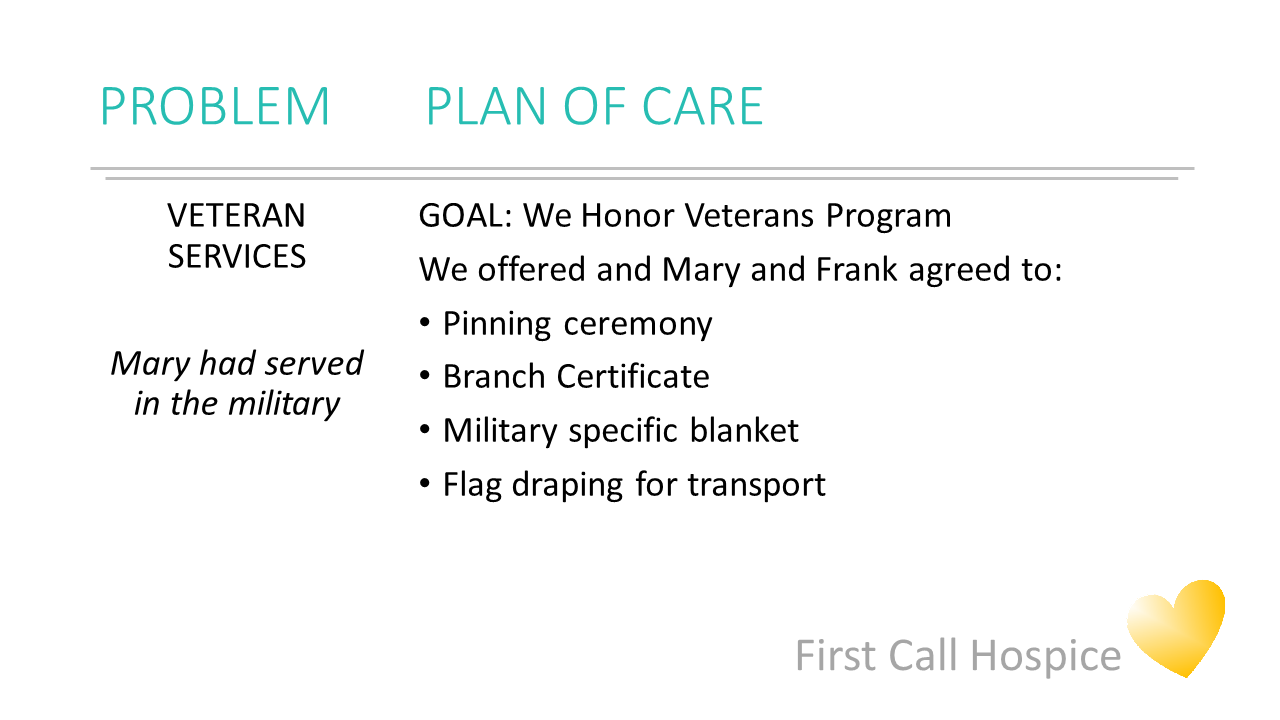 PROBLEM PLAN OF CARE
VETERAN
SERVICES
Mary had served
in the military
GOAL: We Honor Veterans Program
We offered and Mary and Frank agreed to:
• Pinning ceremony
• Branch Certificate
• Military specific blanket
• Flag draping for transport
First Call Hospice